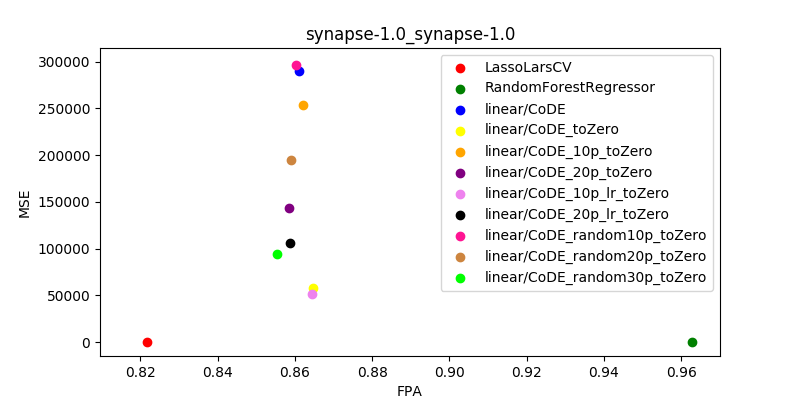 synapse-1.0_synapse-1.0
300000
250000
200000
150000
100000
50000
0
MSE
LassoLarsCV
RandomForestRegressor
linear/CoDE
linear/CoDE_toZero
linear/CoDE_10p_toZero
linear/CoDE_20p_toZero
linear/CoDE_10p_lr_toZero
linear/CoDE_20p_lr_toZero
linear/CoDE_random10p_toZero
linear/CoDE_random20p_toZero
linear/CoDE_random30p_toZero
0.82 0.84 0.86 0.88 0.90 0.92 0.94 0.96
FPA